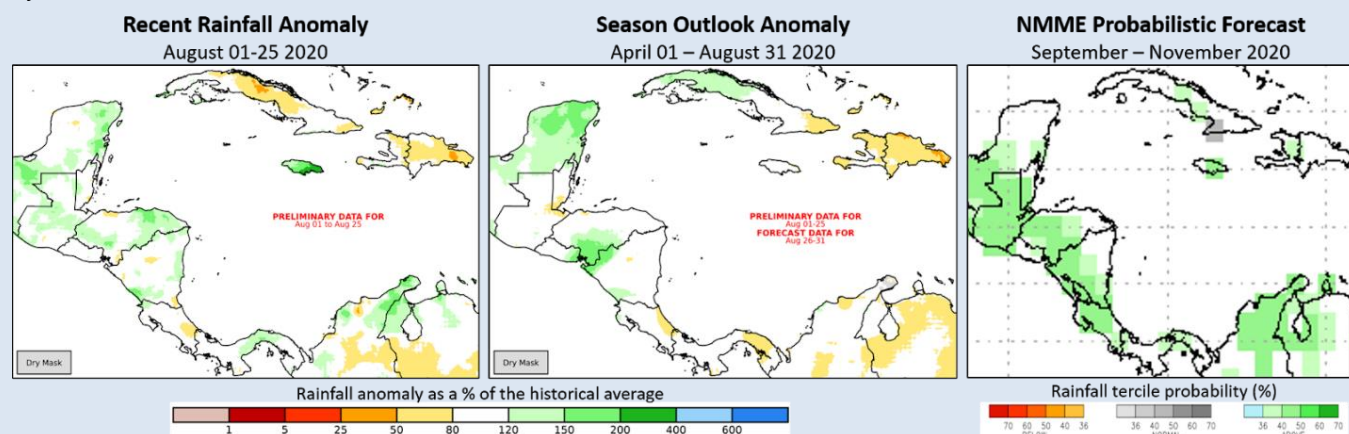 Recent Rainfall Anomaly
August 01-25 2020
Season Outlook Anomaly
April 01 – August 31 2020
NMME Probabilistic Forecast
September – November 2020
PRELIMINARY DATA FOR
Aug 01 to Aug 25
Dry Mask
PRELIMINARY DATA FOR
Aug 01-25
FORECAST DATA FOR
Aug 26-31
Dry Mask
Rainfall anomaly as a % of the historical average
1 5 25 50 80 120 150 200 400 600
Rainfall tercile probability (%)
70 60 50 40 36 36 40 50 60 70 36 40 50 60 70